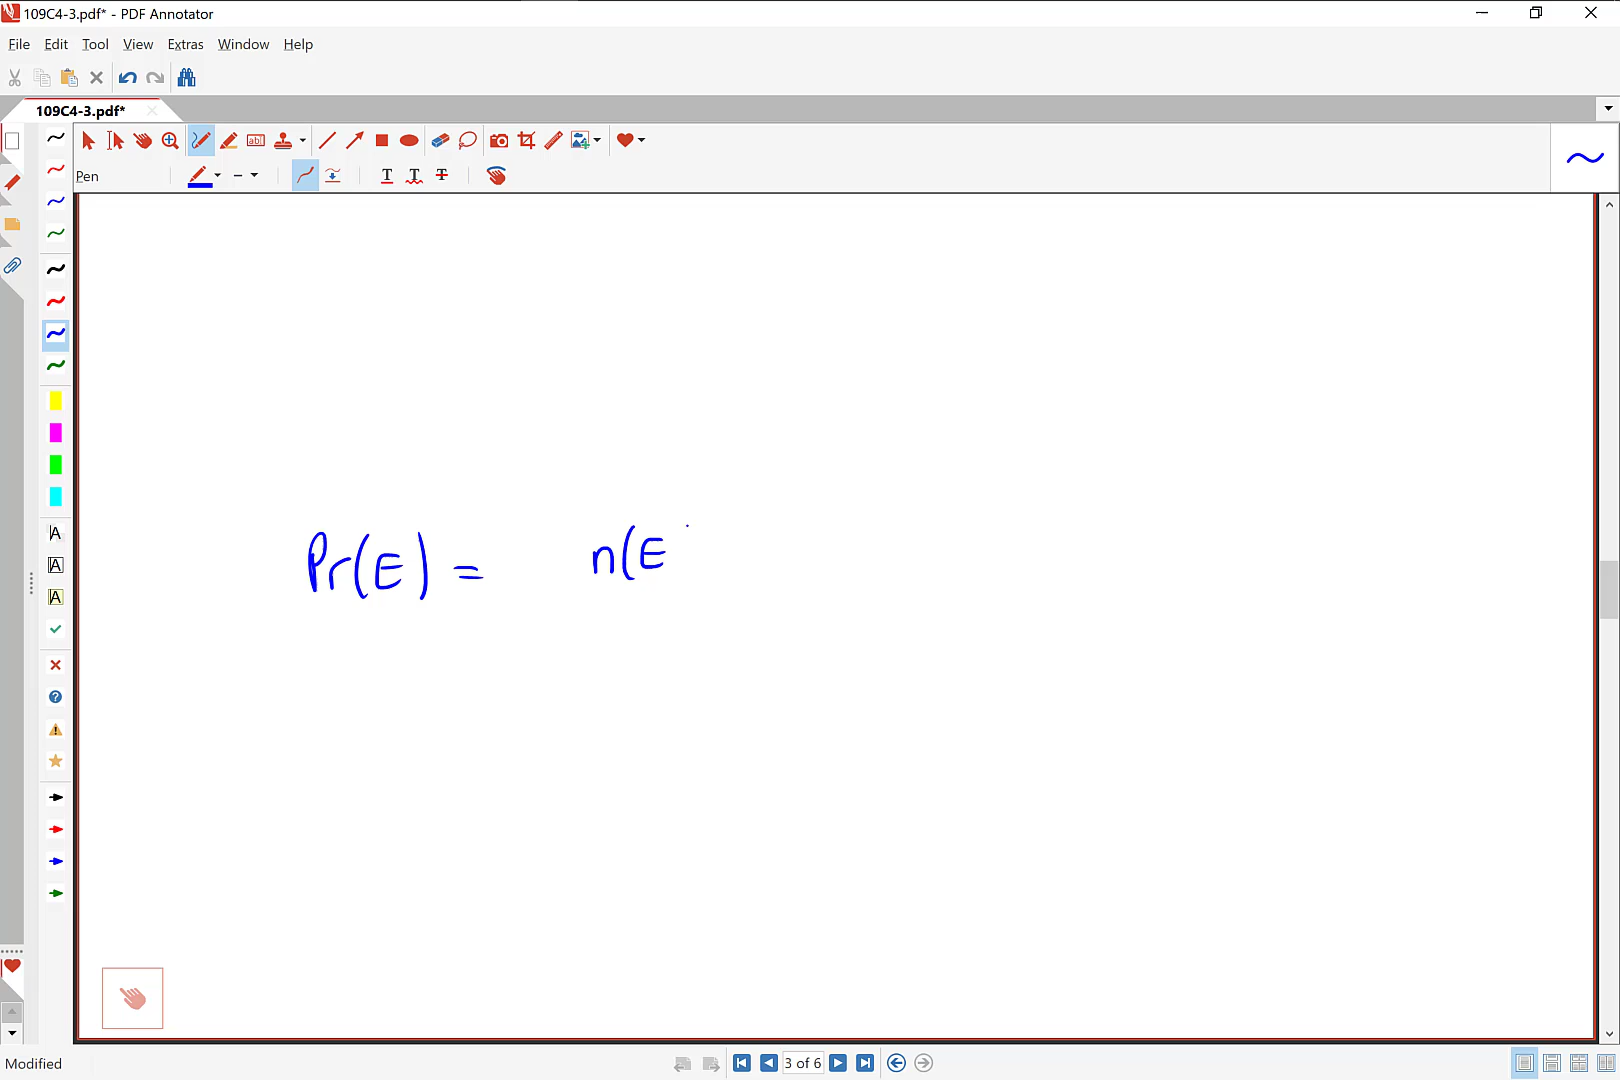 109C4-3.pdf* - PDF Annotator
File Edit Tool View Extras Window Help
109C4-3.pdf*
Pen
Pr(E) = n(E
Modified
3 of 6